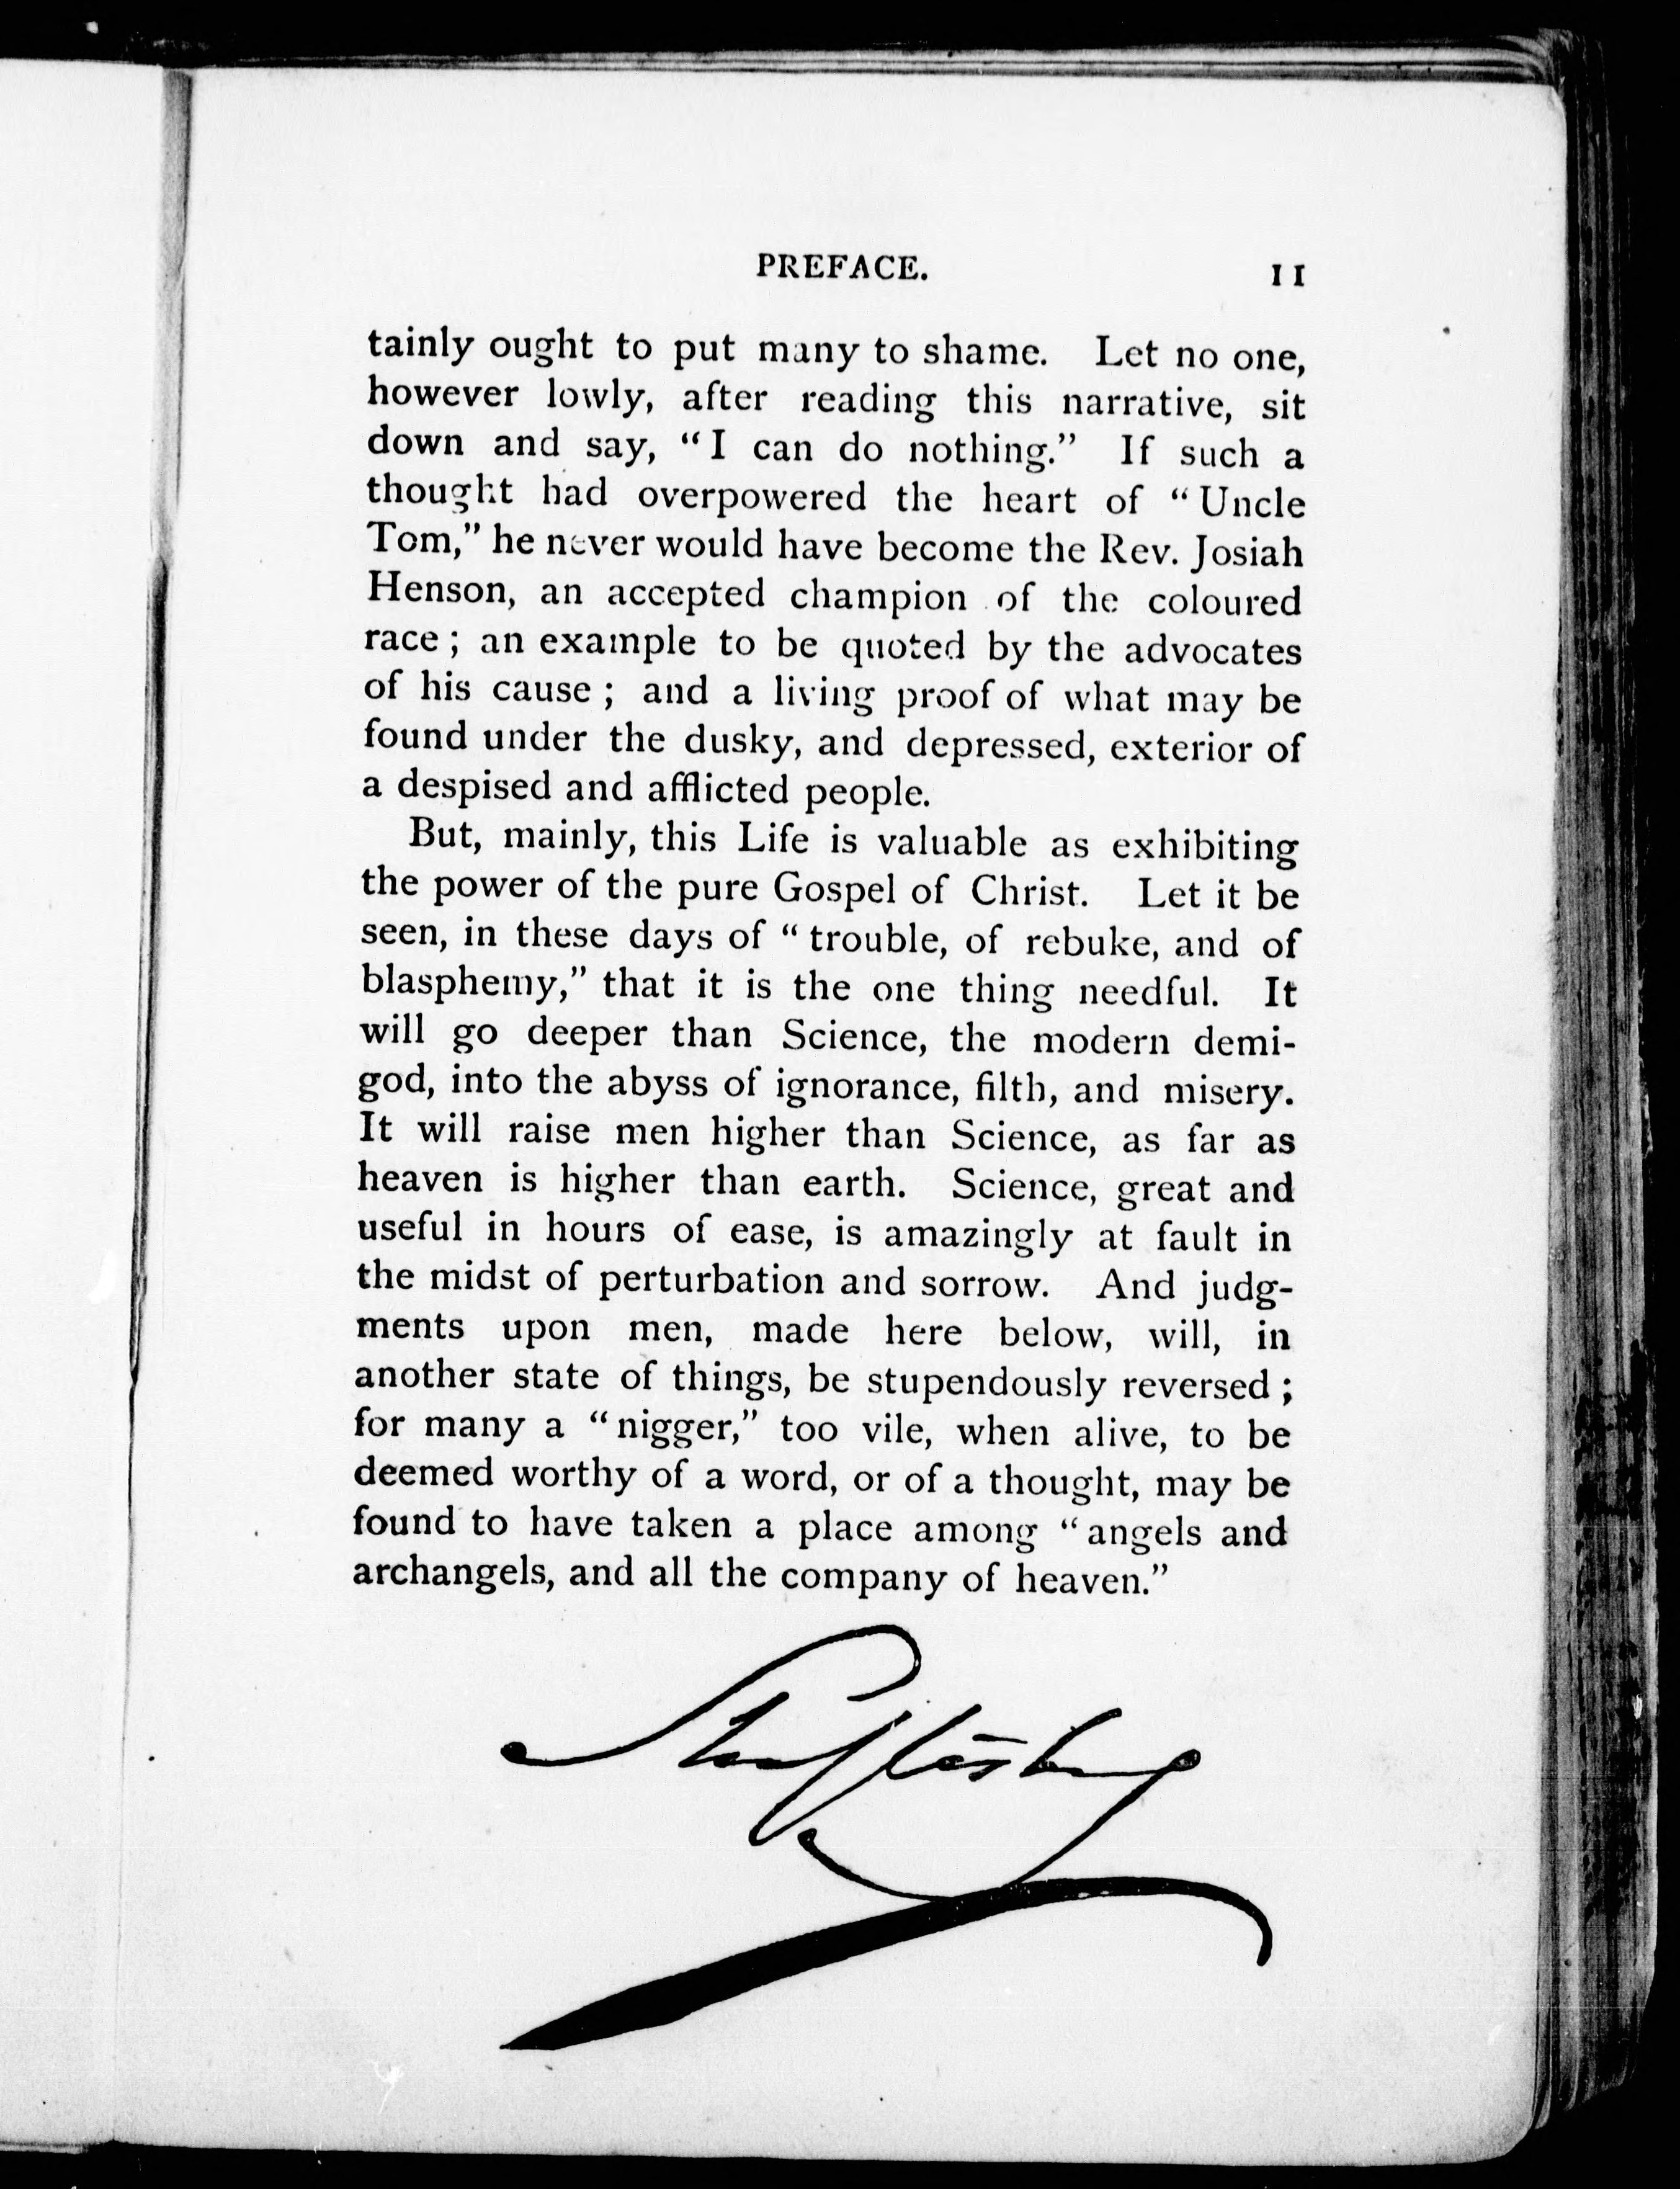 PREFACE. 11
tainly ought to put many to shame. Let no one,
however lowly, after reading this narrative, sit
down and say, “I can do nothing.” If such a
thought had overpowered the heart of “Uncle
Tom,” he never would have become the Rev. Josiah
Henson, an accepted champion of the coloured
race; an example to be quoted by the advocates
of his cause; and a living proof of what may be
found under the dusky, and depressed, exterior of
a despised and afflicted people.
But, mainly, this Life is valuable as exhibiting
the power of the pure Gospel of Christ. Let it be
seen, in these days of “trouble, of rebuke, and of
blasphemy,” that it is the one thing needful. It
will go deeper than Science, the modern demi-
god, into the abyss of ignorance, filth, and misery.
It will raise men higher than Science, as far as
heaven is higher than earth. Science, great and
useful in hours of ease, is amazingly at fault in
the midst of perturbation and sorrow. And judg-
ments upon men, made here below, will, in
another state of things, be stupendously reversed;
for many a “nigger,” too vile, when alive, to be
deemed worthy of a word, or of a thought, may be
found to have taken a place among “angels and
archangels, and all the company of heaven.”
Shaftesbury